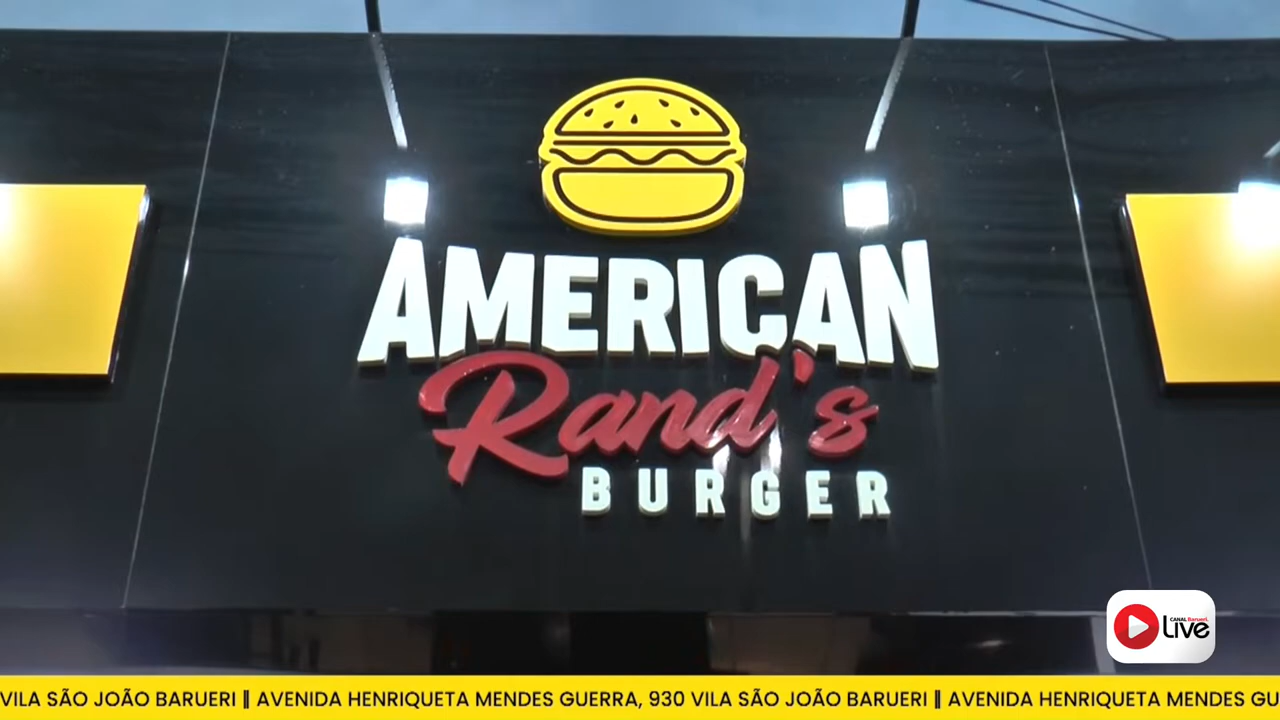 AMERICAN
Rand's
BURGER
CANAL Barueri
Live
VILA SÃO JOÃO BARUERI || AVENIDA HENRIQUETA MENDES GUERRA, 930 VILA SÃO JOÃO BARUERI || AVENIDA HENRIQUETA MENDES GU